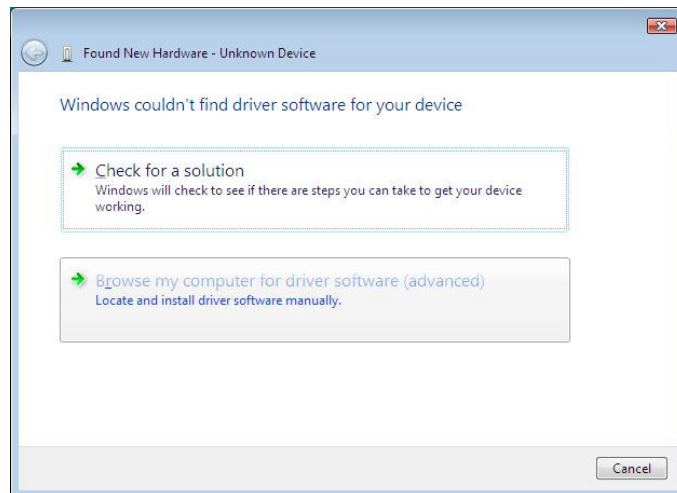 Found New Hardware - Unknown Device
Windows couldn't find driver software for your device
Check for a solution
Windows will check to see if there are steps you can take to get your device
working.
Browse my computer for driver software (advanced)
Locate and install driver software manually.
Cancel